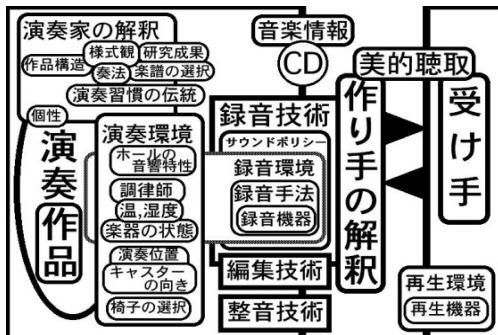 演奏家の解釈
様式観
研究成果
作品構造
奏法
楽譜の選択
演奏習慣の伝統
個性
演奏
作品
演奏環境
ホールの
音響特性
調律師
温,湿度
楽器の状態
演奏位置
キャスター
の向き
椅子の選択
音楽情報
CD
録音技術
サウンドポリシー
録音環境
録音手法
録音機器
編集技術
整音技術
作り手の解釈
美的聴取
受け手
再生環境
再生機器